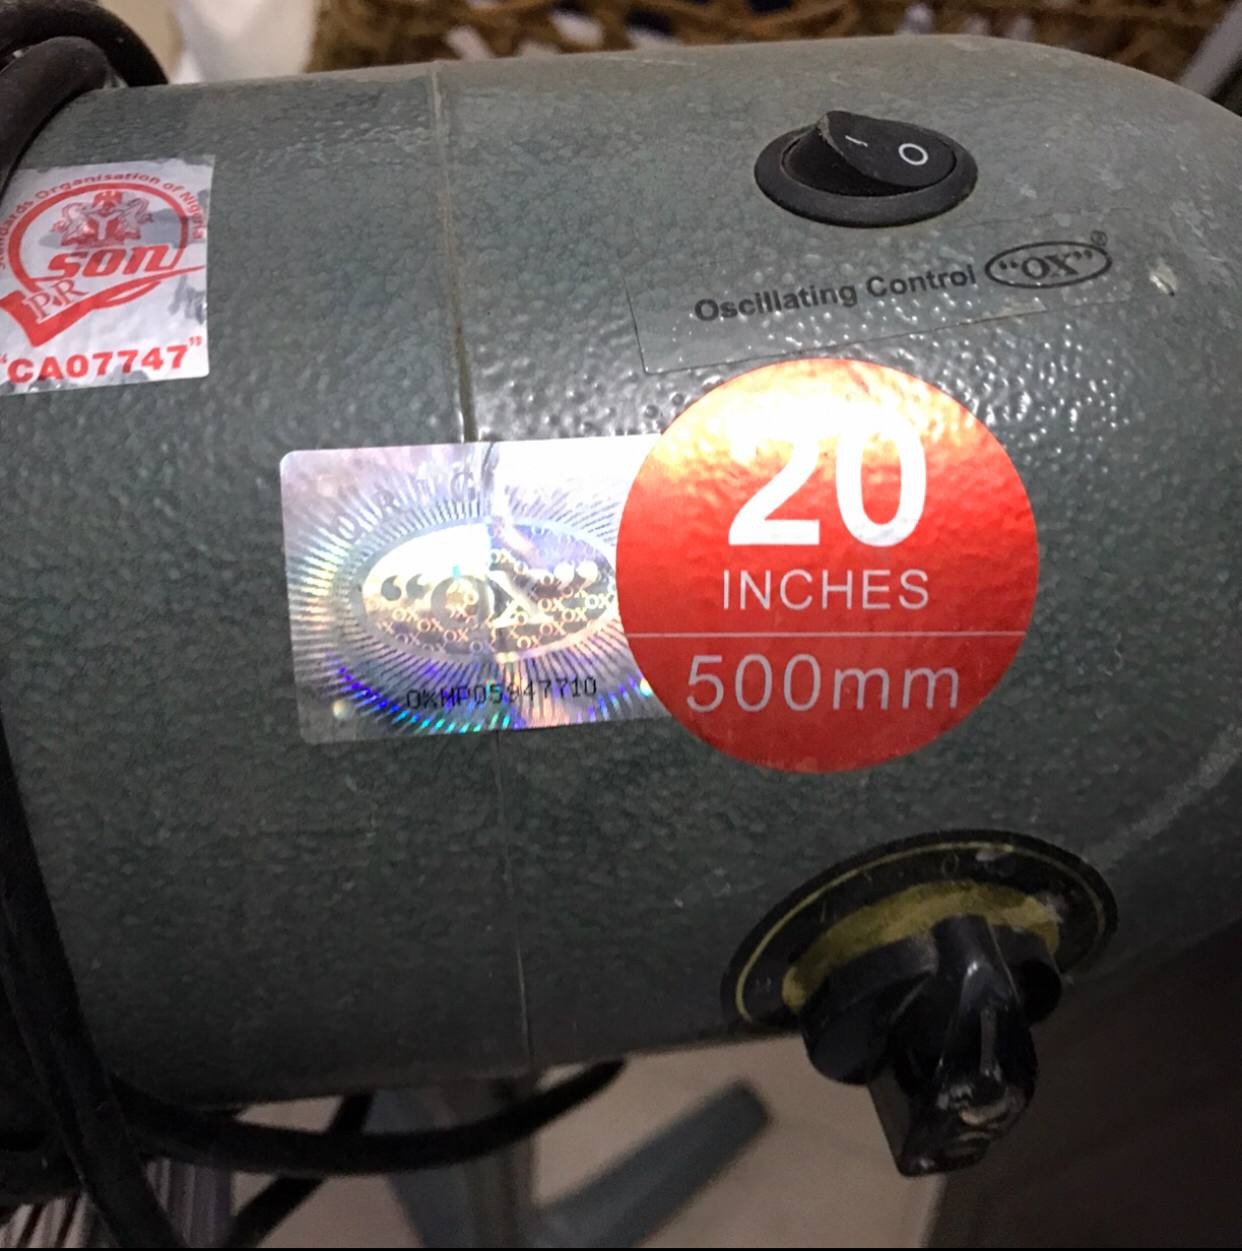 Standards Organisation of Nigeria
SON
P&R
"CA07747"
I O
Oscillating Control "OX"®
20
INCHES
500mm
"OX"